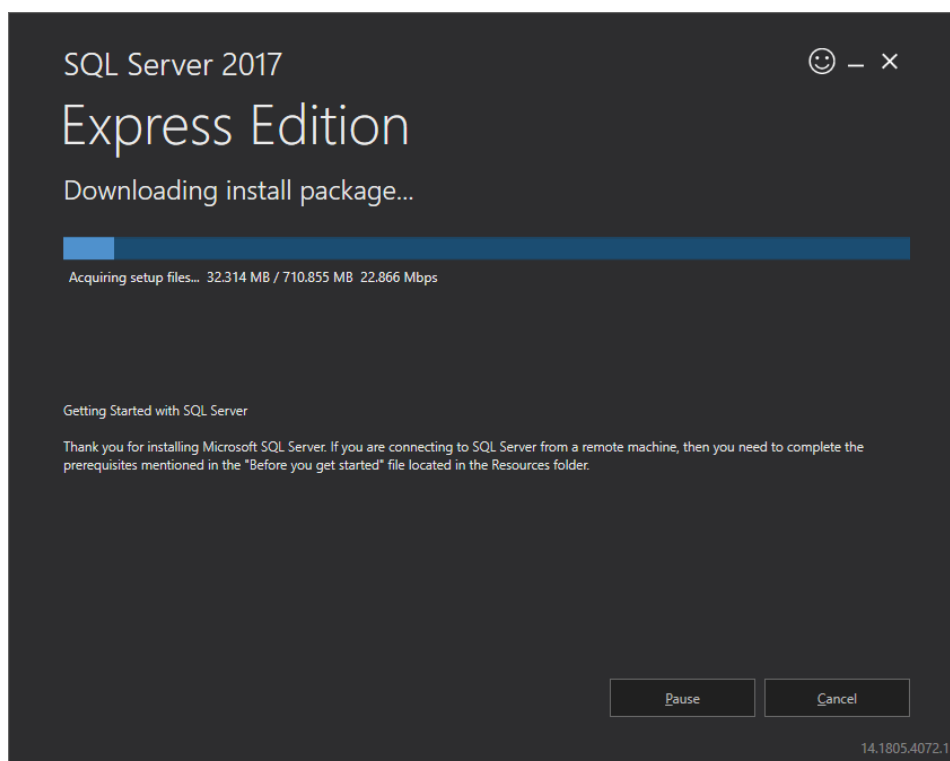 SQL Server 2017
Express Edition
Downloading install package...
Acquiring setup files... 32.314 MB / 710.855 MB 22.866 Mbps
Getting Started with SQL Server
Thank you for installing Microsoft SQL Server. If you are connecting to SQL Server from a remote machine, then you need to complete the
prerequisites mentioned in the "Before you get started" file located in the Resources folder.
Pause
Cancel
14.1805.4072.1